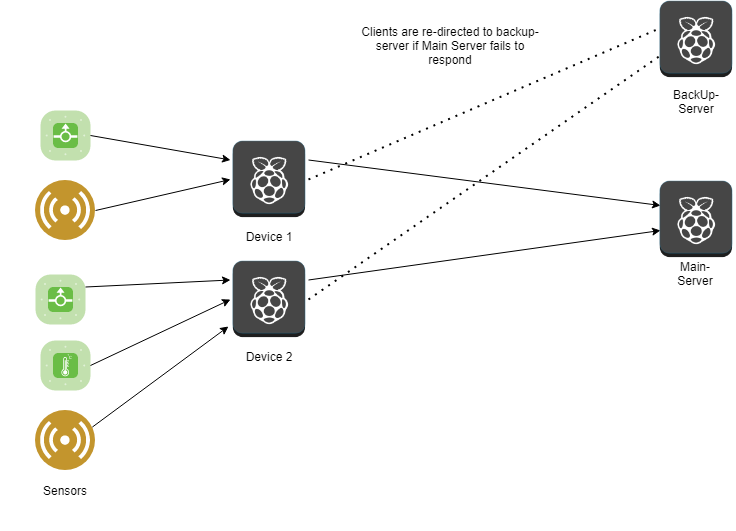 Clients are re-directed to backup-
server if Main Server fails to
respond
BackUp-
Server
Device 1
Main-
Server
Device 2
Sensors